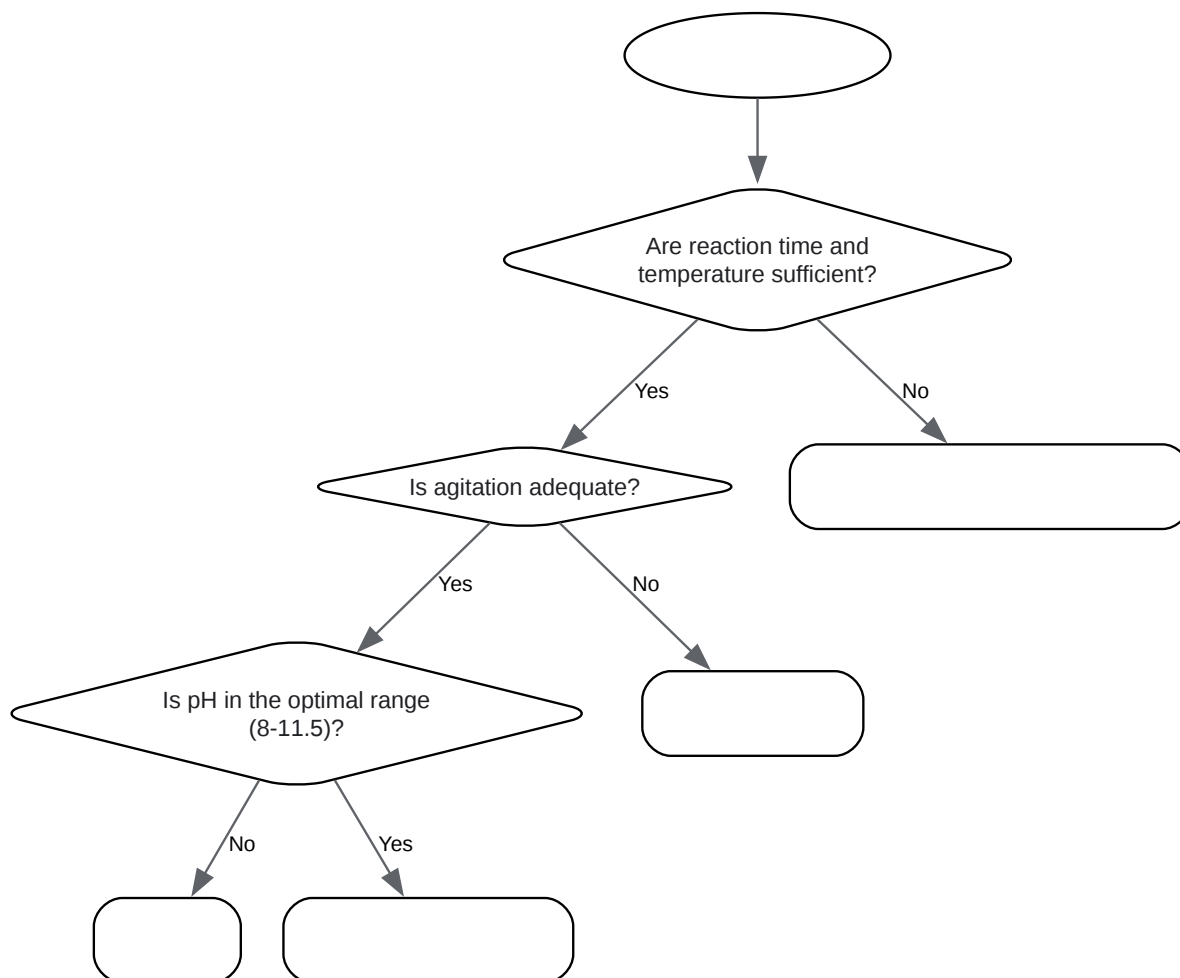 Are reaction time and
temperature sufficient?
Yes
No
Is agitation adequate?
Yes
No
Is pH in the optimal range
(8-11.5)?
No
Yes